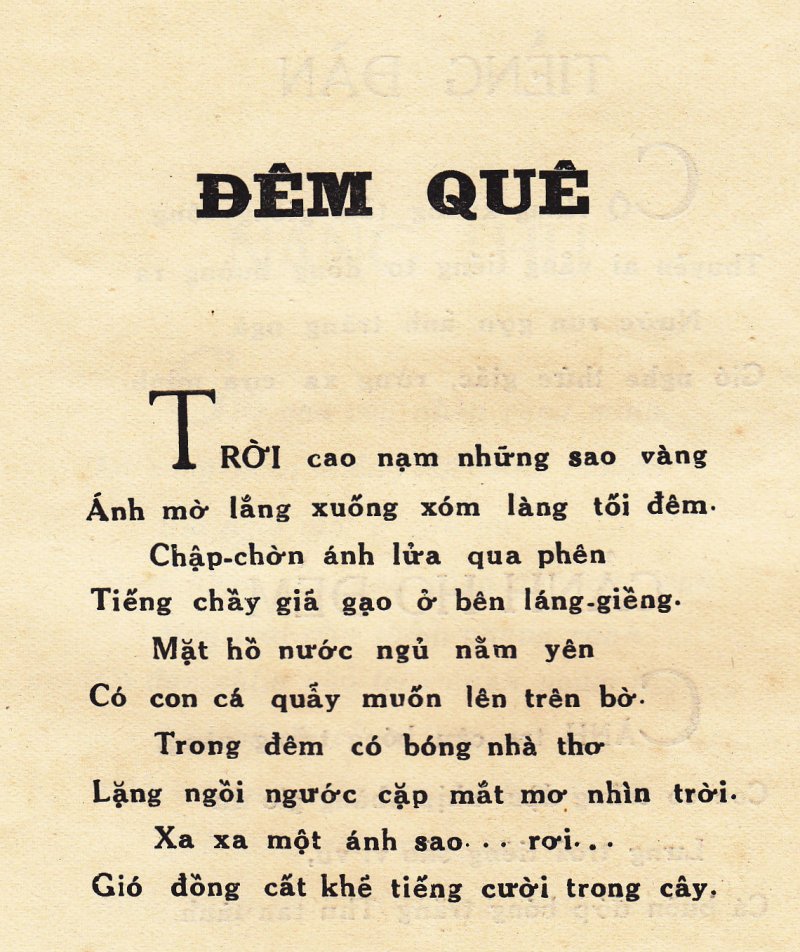 ĐÊM QUÊ
TRỜI cao nạm những sao vàng
Ánh mờ lắng xuống xóm làng tối đêm.
Chập-chờn ánh lửa qua phên
Tiếng chầy giã gạo ở bên láng-giềng.
Mặt hồ nước ngủ nằm yên
Có con cá quẩy muốn lên trên bờ.
Trong đêm có bóng nhà thơ
Lặng ngồi ngước cặp mắt mơ nhìn trời.
Xa xa một ánh sao... rơi...
Gió đồng cất khẽ tiếng cười trong cây.